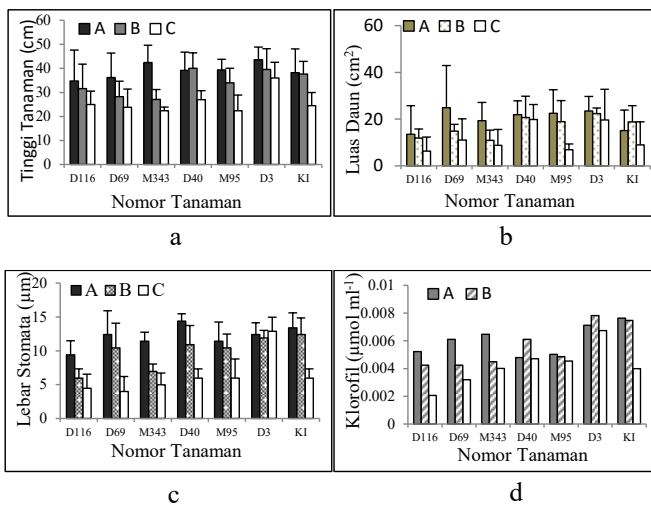 A B C
Tinggi Tanaman (cm)
60
50
40
30
20
10
0
D116 D69 M343 D40 M95 D3 KI
Nomor Tanaman
a
A B C
Luas Daun (cm²)
60
40
20
0
D116 D69 M343 D40 M95 D3 KI
Nomor Tanaman
b
A B C
Lebar Stomata (µm)
20
15
10
5
0
D116 D69 M343 D40 M95 D3 KI
Nomor Tanaman
c
A B
Klorofil (µmol ml⁻¹)
0.01
0.008
0.006
0.004
0.002
0
D116 D69 M343 D40 M95 D3 KI
Nomor Tanaman
d